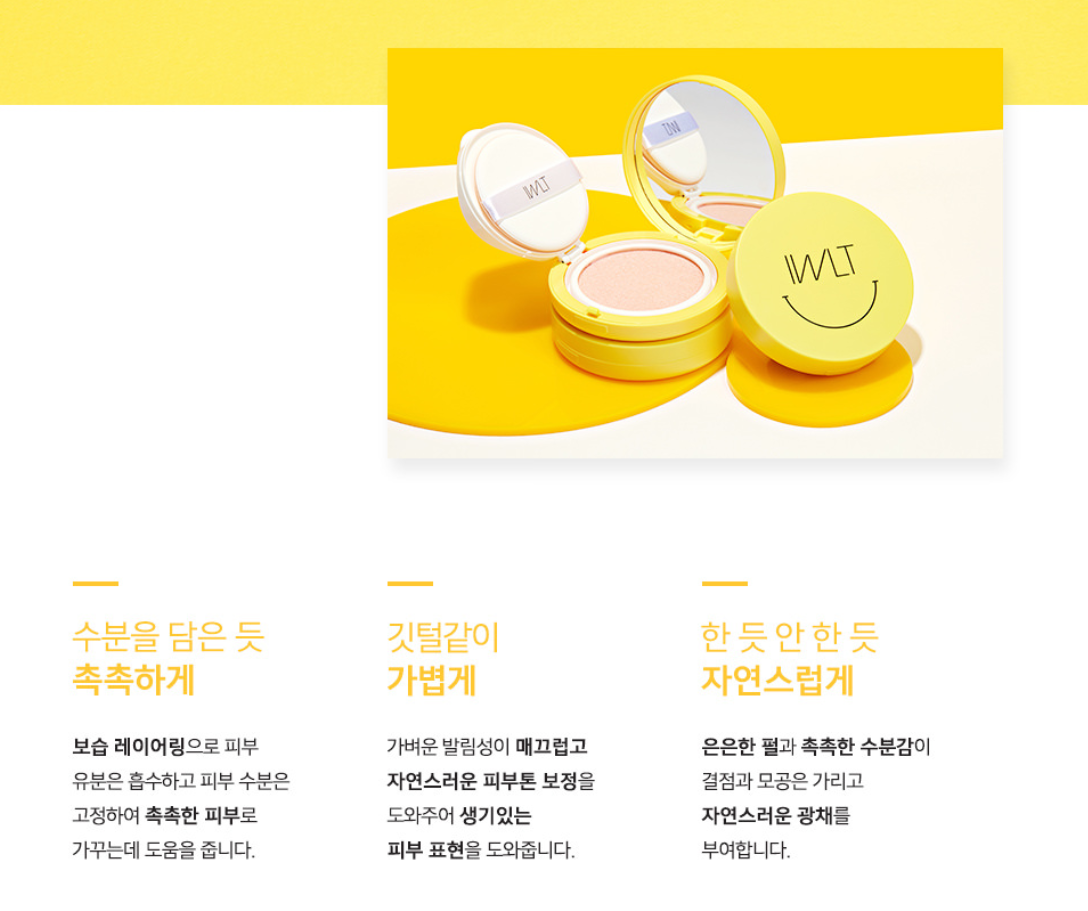 IWLT
IWLT
IWLT
수분을 담은 듯
촉촉하게
보습 레이어링으로 피부
유분은 흡수하고 피부 수분은
고정하여 촉촉한 피부로
가꾸는데 도움을 줍니다.
깃털같이
가볍게
가벼운 발림성이 매끄럽고
자연스러운 피부톤 보정을
도와주어 생기있는
피부 표현을 도와줍니다.
한 듯 안 한 듯
자연스럽게
은은한 펄과 촉촉한 수분감이
결점과 모공은 가리고
자연스러운 광채를
부여합니다.